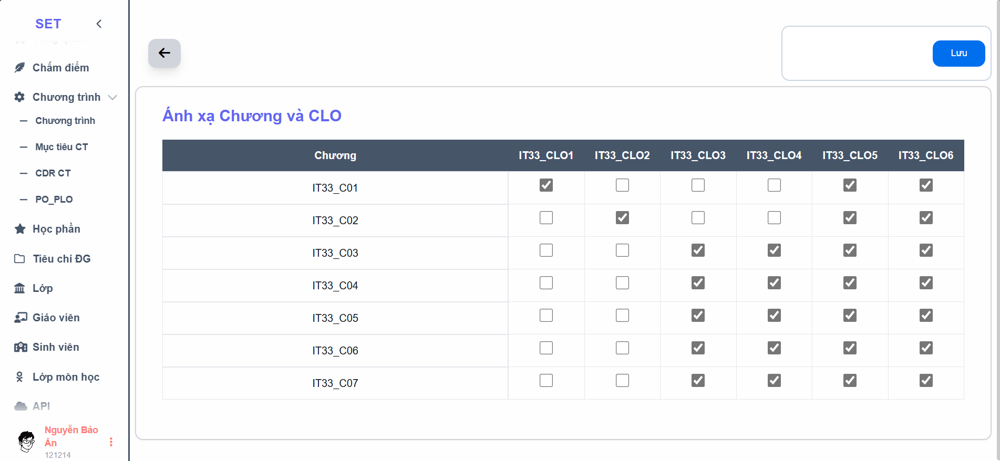 SET
Chấm điểm
Chương trình
Chương trình
Mục tiêu CT
CDR CT
PO_PLO
Học phần
Tiêu chí ĐG
Lớp
Giáo viên
Sinh viên
Lớp môn học
API
Nguyễn Bảo
Ân
121214
Lưu
Ánh xạ Chương và CLO
Chương IT33_CLO1 IT33_CLO2 IT33_CLO3 IT33_CLO4 IT33_CLO5 IT33_CLO6
IT33_C01
IT33_C02
IT33_C03
IT33_C04
IT33_C05
IT33_C06
IT33_C07